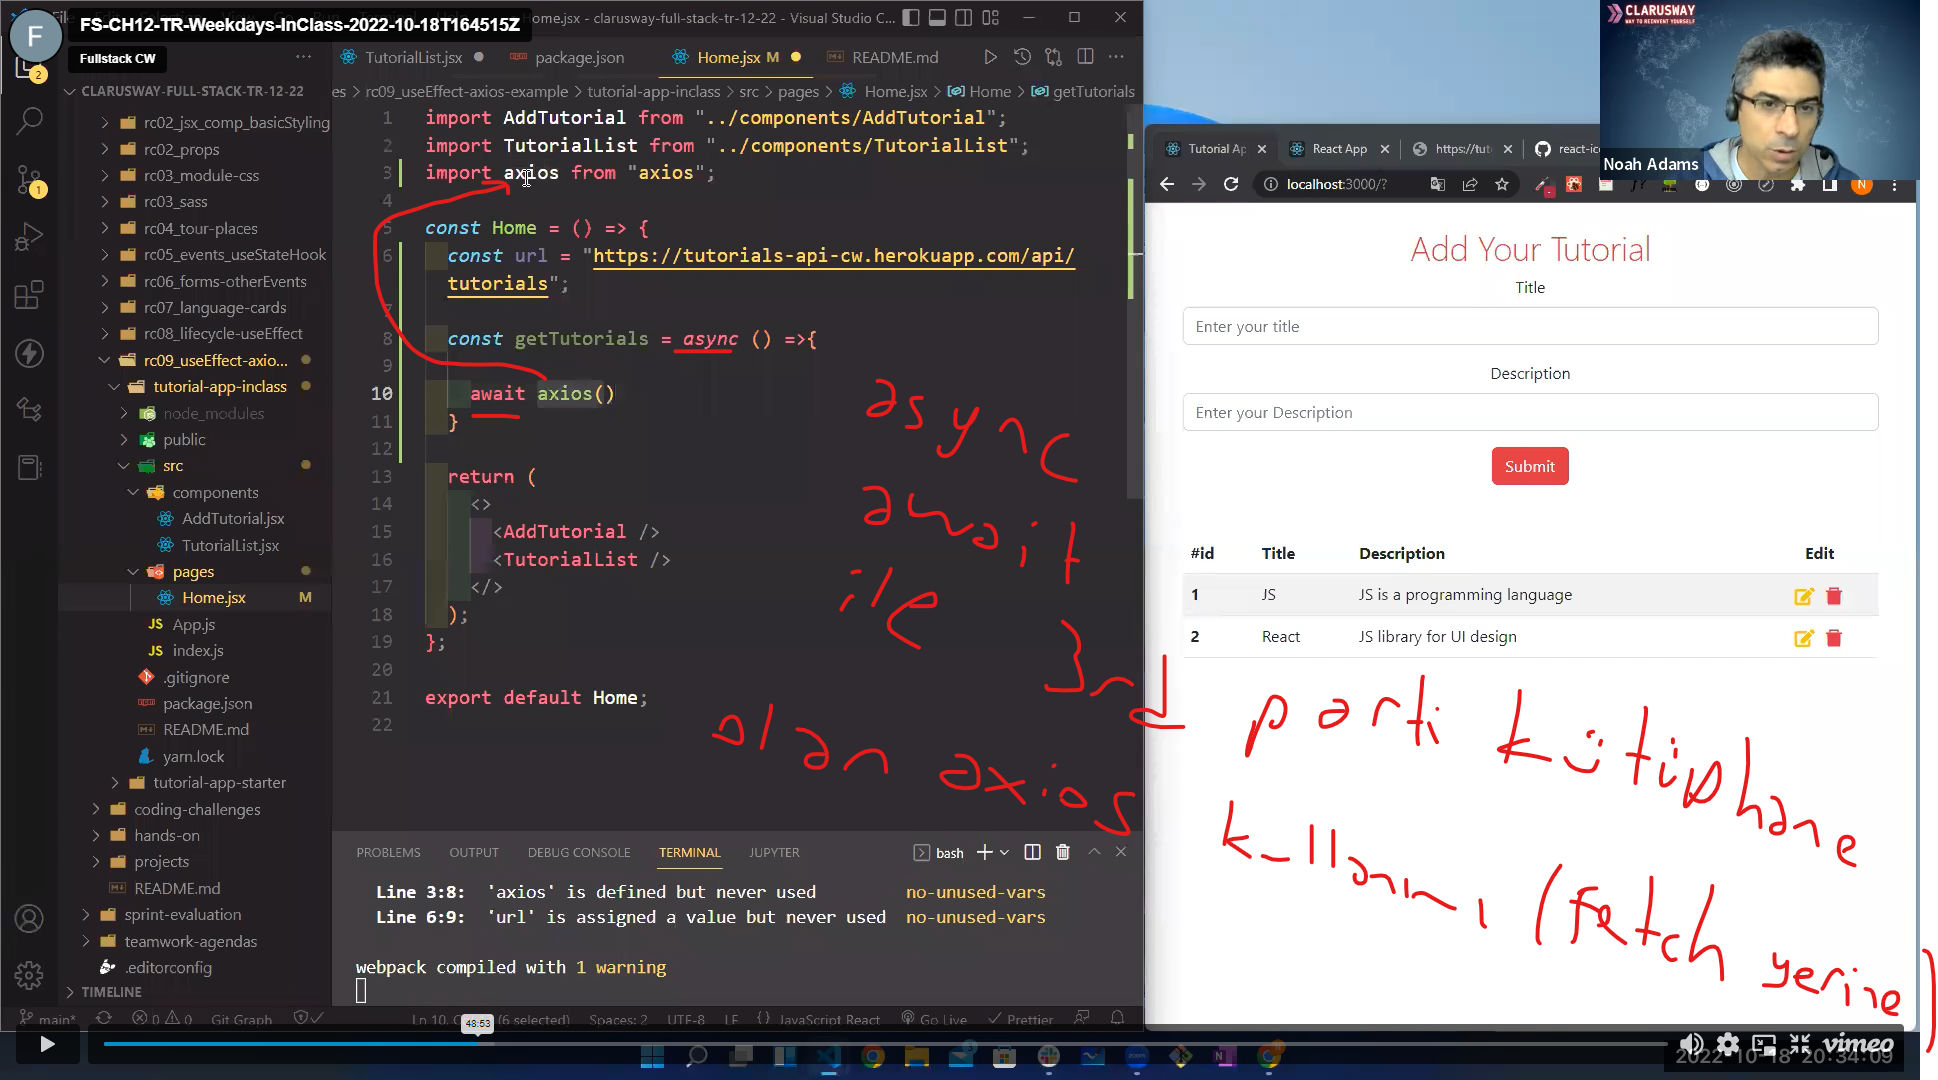 FS-CH12-TR-Weekdays-InClass-2022-10-18T164515Z
Fullstack CW
F
Home.jsx - clarusway-full-stack-tr-12-22 - Visual Studio C...
CLARUSWAY
WAY TO REINVENT YOURSELF
Noah Adams
2
1
CLARUSWAY-FULL-STACK-TR-12-22
rc02_jsx_comp_basicStyling
rc02_props
rc03_module-css
rc03_sass
rc04_tour-places
rc05_events_useStateHook
rc06_forms-otherEvents
rc07_language-cards
rc08_lifecycle-useEffect
rc09_useEffect-axio...
tutorial-app-inclass
node_modules
public
src
components
AddTutorial.jsx
TutorialList.jsx
pages
Home.jsx M
App.js
index.js
.gitignore
package.json
README.md
yarn.lock
tutorial-app-starter
coding-challenges
hands-on
projects
README.md
sprint-evaluation
teamwork-agendas
.editorconfig
TIMELINE
TutorialList.jsx
package.json
Home.jsx M
README.md
es > rc09_useEffect-axios-example > tutorial-app-inclass > src > pages > Home.jsx > Home > getTutorials
1 import AddTutorial from "../components/AddTutorial";
2 import TutorialList from "../components/TutorialList";
3 import axios from "axios";
4
5 const Home = () => {
6 const url = "https://tutorials-api-cw.herokuapp.com/api/
tutorials";
7
8 const getTutorials = async () =>{
9
10 await axios()
11 }
12
13 return (
14 <>
15 <AddTutorial />
16 <TutorialList />
17 </>
18 );
19 };
20
21 export default Home;
22
async
await
ile
3rd parti kütüphane
olan axios
kullanımı (fetch yerine)
PROBLEMS OUTPUT DEBUG CONSOLE TERMINAL JUPYTER
bash
Line 3:8: 'axios' is defined but never used no-unused-vars
Line 6:9: 'url' is assigned a value but never used no-unused-vars
webpack compiled with 1 warning
main* 0 0 Git Graph Ln 10, (6 selected) Spaces: 2 UTF-8 LF {} JavaScript React Go Live Prettier
48:53
Tutorial Ap
React App
https://tut
react-ic
localhost:3000/?
N
Add Your Tutorial
Title
Enter your title
Description
Enter your Description
Submit
#id Title Description Edit
1 JS JS is a programming language
2 React JS library for UI design
vimeo
2022-10-18 20:34:09